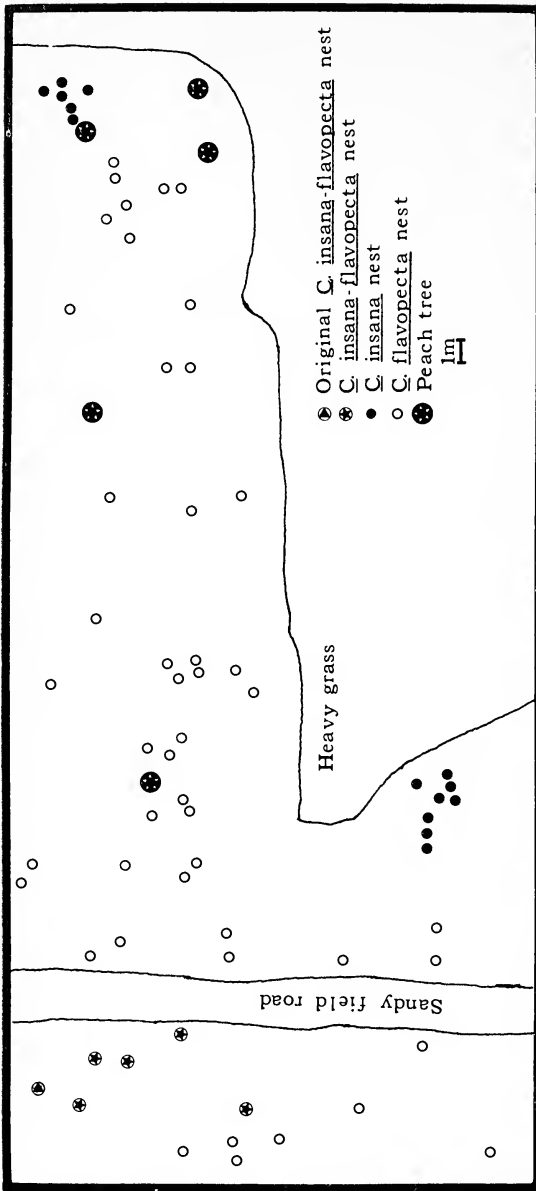 Original C. insana-flavopecta nest
C. insana-flavopecta nest
C. insana nest
C. flavopecta nest
Peach tree
1m
Heavy grass
Sandy field road